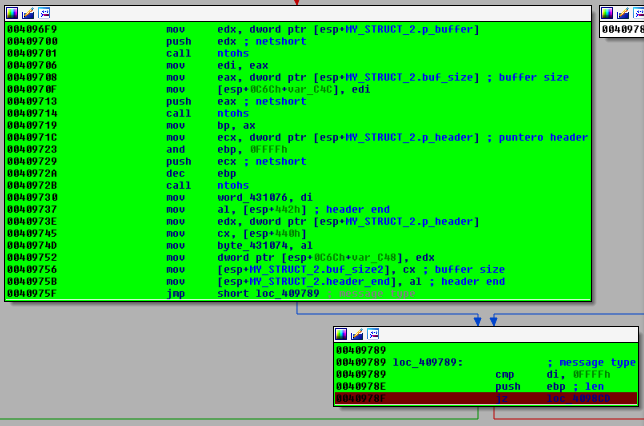 004096F9 mov edx, dword ptr [esp+MY_STRUCT_2.p_buffer]
00409700 push edx ; netshort
00409701 call ntohs
00409706 mov edi, eax
00409708 mov eax, dword ptr [esp+MY_STRUCT_2.buf_size] ; buffer size
0040970F mov [esp+0C6Ch+var_C4C], edi
00409713 push eax ; netshort
00409714 call ntohs
00409719 mov bp, ax
0040971C mov ecx, dword ptr [esp+MY_STRUCT_2.p_header] ; puntero header
00409723 and ebp, 0FFFFh
00409729 push ecx ; netshort
0040972A dec ebp
0040972B call ntohs
00409730 mov word_431076, di
00409737 mov al, [esp+442h] ; header end
0040973E mov edx, dword ptr [esp+MY_STRUCT_2.p_header]
00409745 mov cx, [esp+440h]
0040974D mov byte_431074, al
00409752 mov dword ptr [esp+0C6Ch+var_C48], edx
00409756 mov [esp+MY_STRUCT_2.buf_size2], cx ; buffer size
0040975B mov [esp+MY_STRUCT_2.header_end], al ; header end
0040975F jmp short loc_409789 ; message type
00409789
00409789 loc_409789: ; message type
00409789 cmp di, 0FFFFh
0040978E push ebp ; len
0040978F jz